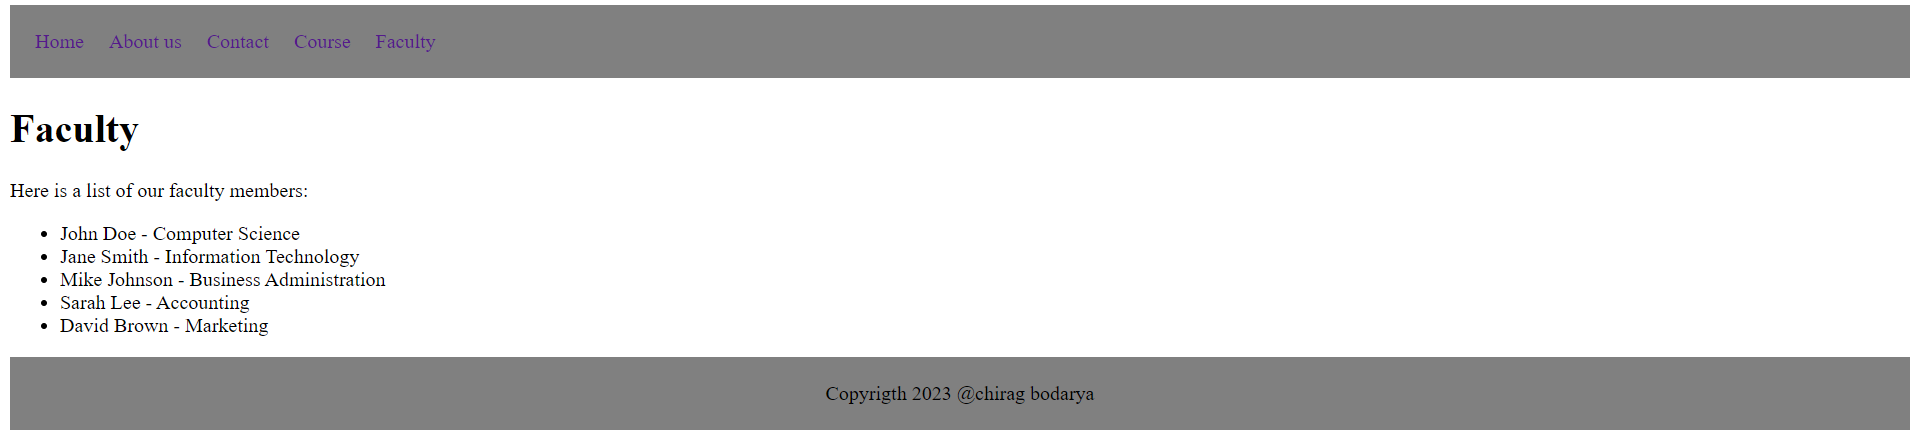 Home About us Contact Course Faculty
Faculty
Here is a list of our faculty members:
John Doe - Computer Science
Jane Smith - Information Technology
Mike Johnson - Business Administration
Sarah Lee - Accounting
David Brown - Marketing
Copyrigth 2023 @chirag bodarya